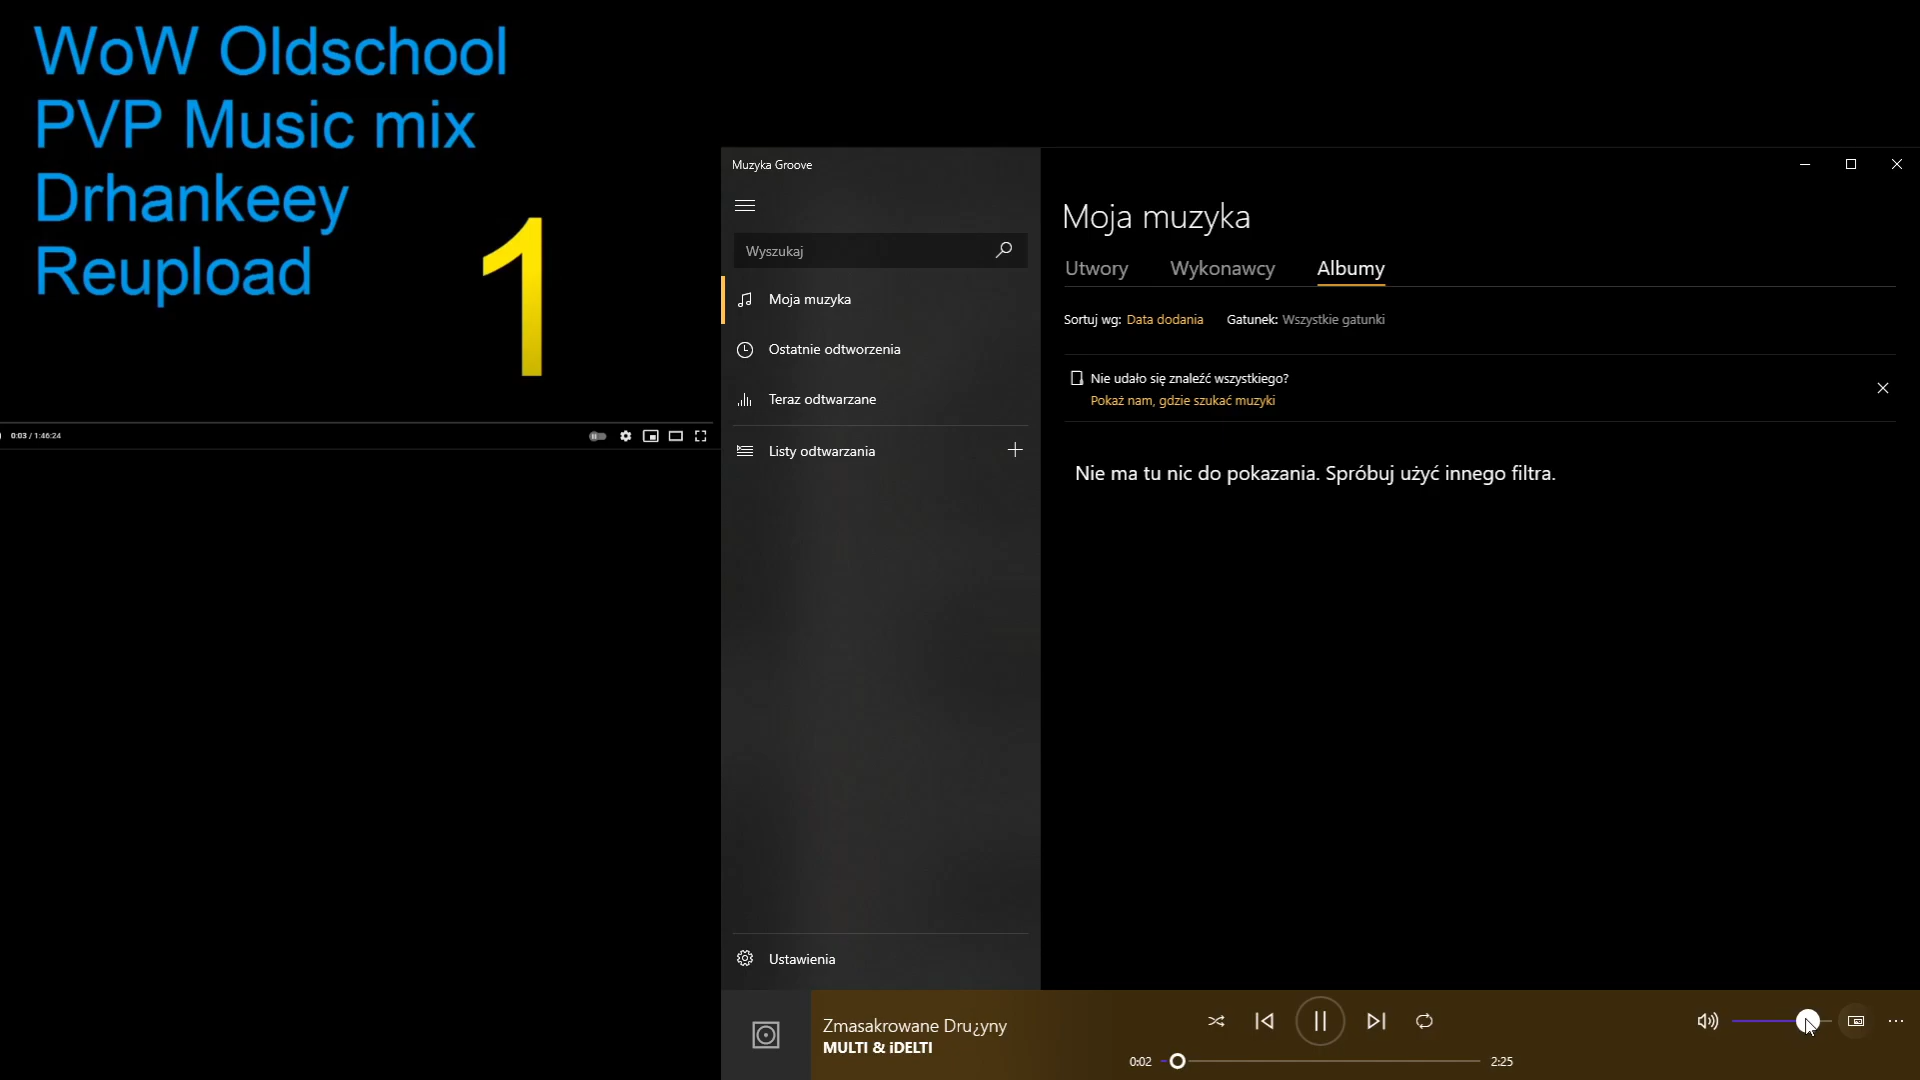 WoW Oldschool
PVP Music mix
Drhankeey
Reupload
1
0:03 / 1:46:24
Muzyka Groove
Wyszukaj
Moja muzyka
Ostatnie odtworzenia
Teraz odtwarzane
Listy odtwarzania
Ustawienia
Moja muzyka
Utwory Wykonawcy Albumy
Sortuj wg: Data dodania Gatunek: Wszystkie gatunki
Nie udało się znaleźć wszystkiego?
Pokaż nam, gdzie szukać muzyki
Nie ma tu nic do pokazania. Spróbuj użyć innego filtra.
Zmasakrowane Dru¿yny
MULTI & iDELTI
0:02 2:25